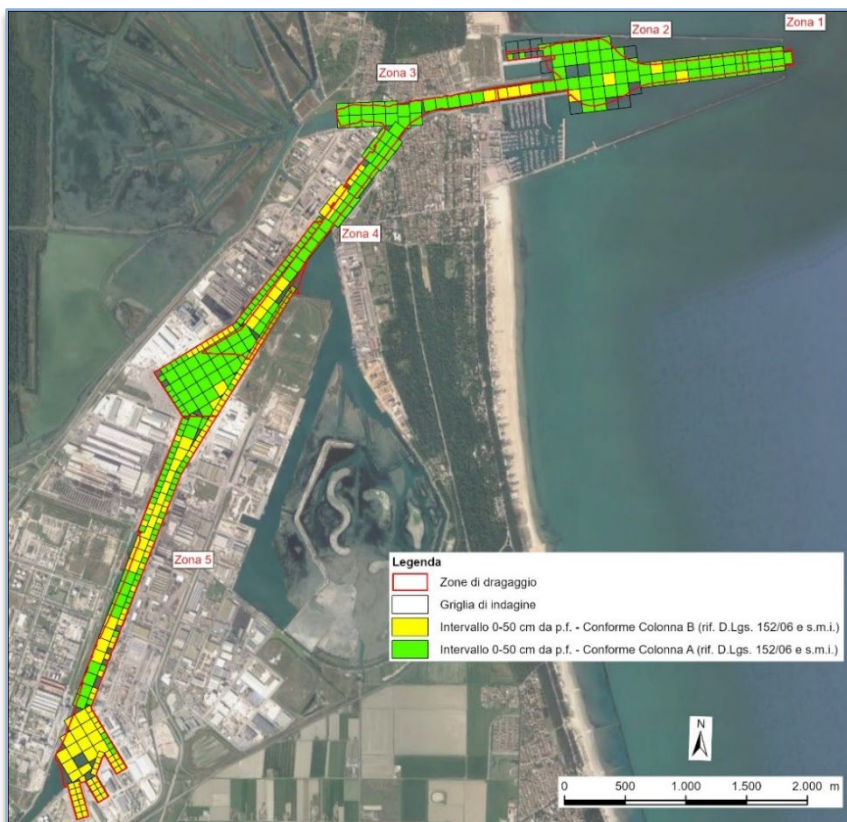 Zona 1
Zona 2
Zona 3
Zona 4
Zona 5
Legenda
Zone di dragaggio
Griglia di indagine
Intervallo 0-50 cm da p.f. - Conforme Colonna B (rif. D.Lgs. 152/06 e s.m.i.)
Intervallo 0-50 cm da p.f. - Conforme Colonna A (rif. D.Lgs. 152/06 e s.m.i.)
N
0 500 1.000 1.500 2.000 m